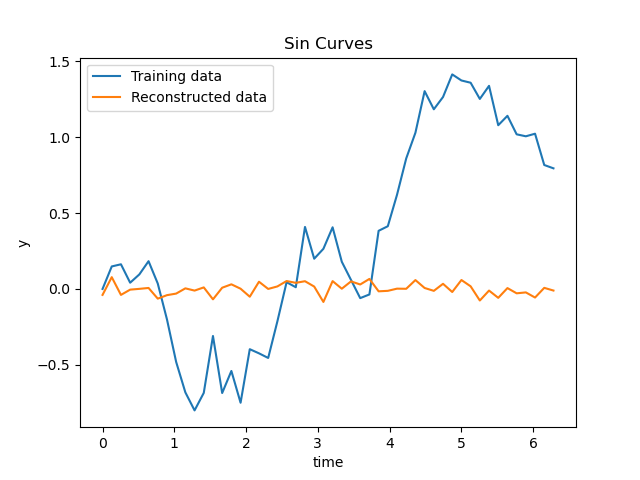 Sin Curves
Training data
Reconstructed data
1.5
1.0
0.5
0.0
−0.5
y
0 1 2 3 4 5 6
time